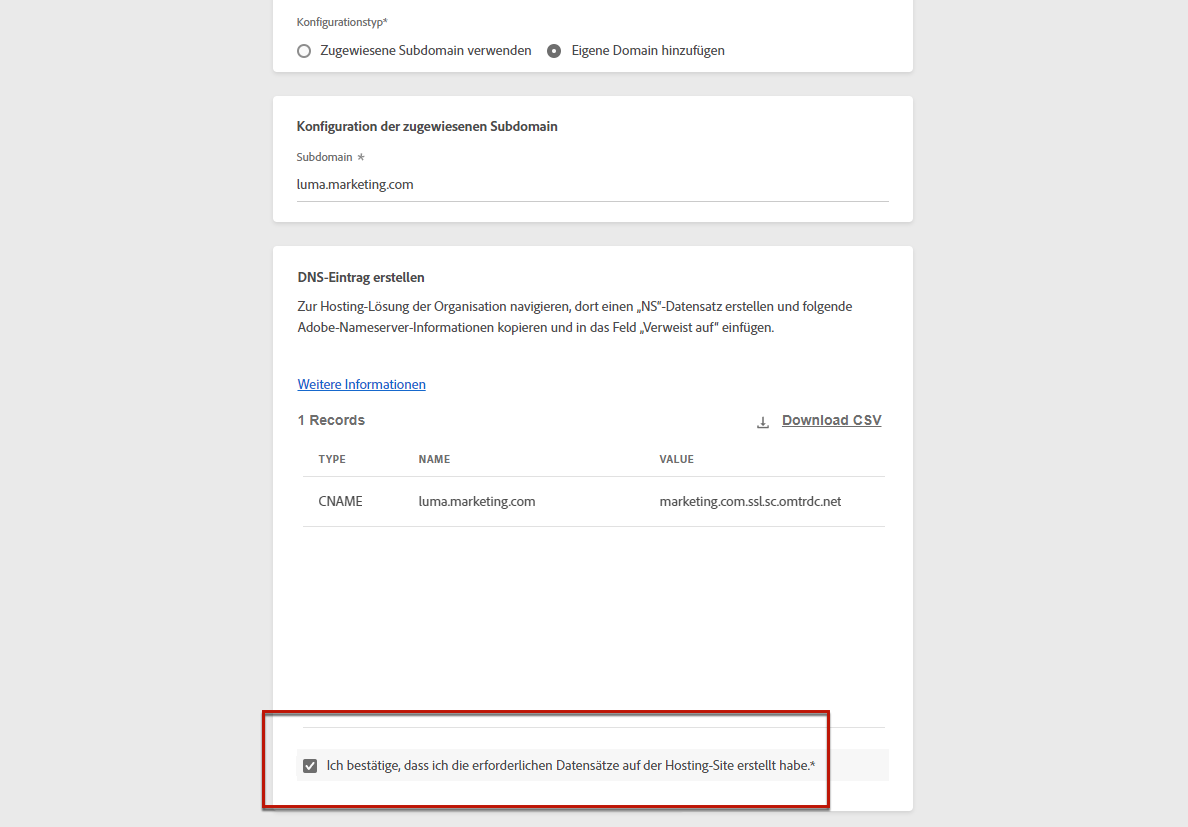 Konfigurationstyp*
Zugewiesene Subdomain verwenden Eigene Domain hinzufügen
Konfiguration der zugewiesenen Subdomain
Subdomain *
luma.marketing.com
DNS-Eintrag erstellen
Zur Hosting-Lösung der Organisation navigieren, dort einen „NS“-Datensatz erstellen und folgende
Adobe-Nameserver-Informationen kopieren und in das Feld „Verweist auf“ einfügen.
Weitere Informationen
1 Records Download CSV
TYPE NAME VALUE
CNAME luma.marketing.com marketing.com.ssl.sc.omtrdc.net
Ich bestätige, dass ich die erforderlichen Datensätze auf der Hosting-Site erstellt habe.*